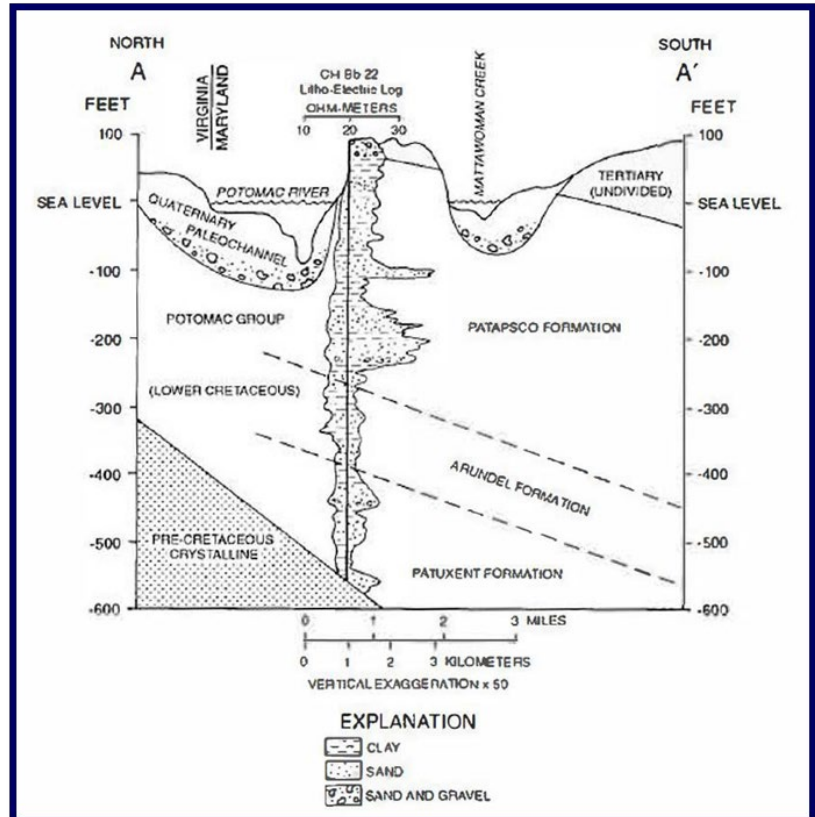 NORTH
SOUTH
A
A′
VIRGINIA
MARYLAND
CH Bb 22
Litho-Electric Log
OHM-METERS
10 20 30
MATTAWOMAN CREEK
FEET
FEET
100
100
TERTIARY
(UNDIVIDED)
POTOMAC RIVER
SEA LEVEL
SEA LEVEL
QUATERNARY
PALEOCHANNEL
-100
-100
POTOMAC GROUP
PATAPSCO FORMATION
-200
-200
(LOWER CRETACEOUS)
-300
-300
-400
-400
ARUNDEL FORMATION
PRE-CRETACEOUS
CRYSTALLINE
-500
-500
PATUXENT FORMATION
-600
-600
0 1 2 3 MILES
0 1 2 3 KILOMETERS
VERTICAL EXAGGERATION x 50
EXPLANATION
CLAY
SAND
SAND AND GRAVEL